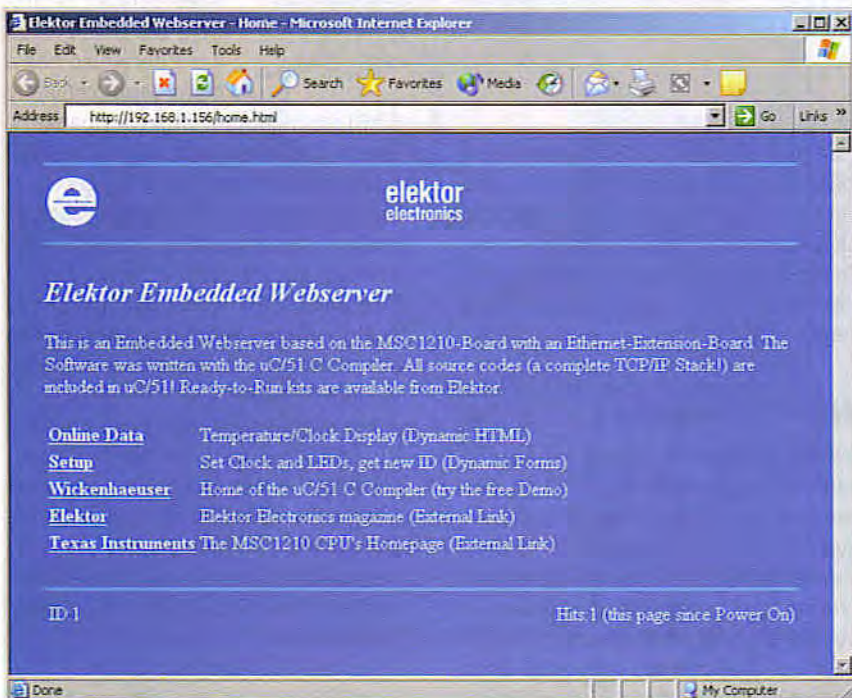 Elektor Embedded Webserver - Home - Microsoft Internet Explorer
File Edit View Favorites Tools Help
Back Search Favorites Media
Address http://192.168.1.156/home.html Go Links »
e elektor
electronics
Elektor Embedded Webserver
This is an Embedded Webserver based on the MSC1210-Board with an Ethernet-Extension-Board. The
Software was written with the uC/51 C Compiler. All source codes (a complete TCP/IP Stack!) are
included in uC/51! Ready-to-Run kits are available from Elektor.
Online Data Temperature/Clock Display (Dynamic HTML)
Setup Set Clock and LEDs, get new ID (Dynamic Forms)
Wickenhaeuser Home of the uC/51 C Compiler (try the free Demo)
Elektor Elektor Electronics magazine (External Link)
Texas Instruments The MSC1210 CPU's Homepage (External Link)
ID:1 Hits:1 (this page since Power On)
Done My Computer